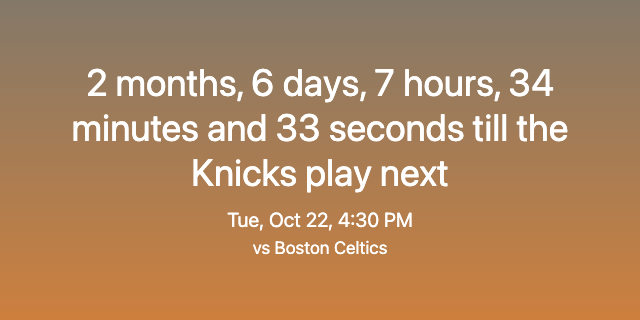 2 months, 6 days, 7 hours, 34
minutes and 33 seconds till the
Knicks play next
Tue, Oct 22, 4:30 PM
vs Boston Celtics